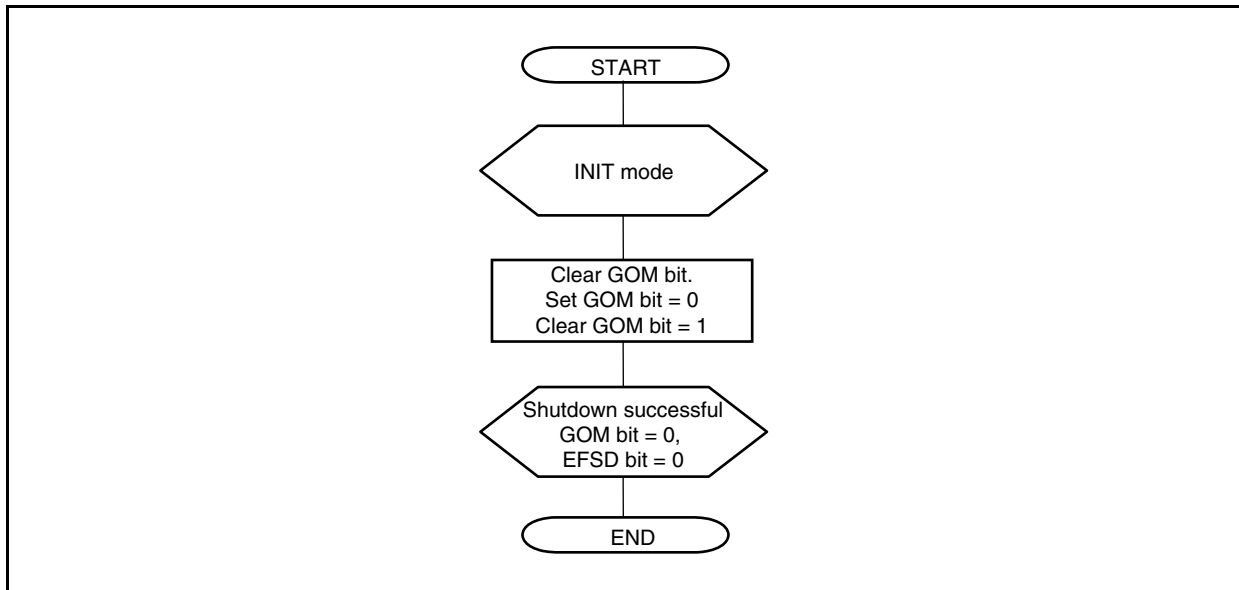 START
INIT mode
Clear GOM bit.
Set GOM bit = 0
Clear GOM bit = 1
Shutdown successful
GOM bit = 0,
EFSD bit = 0
END